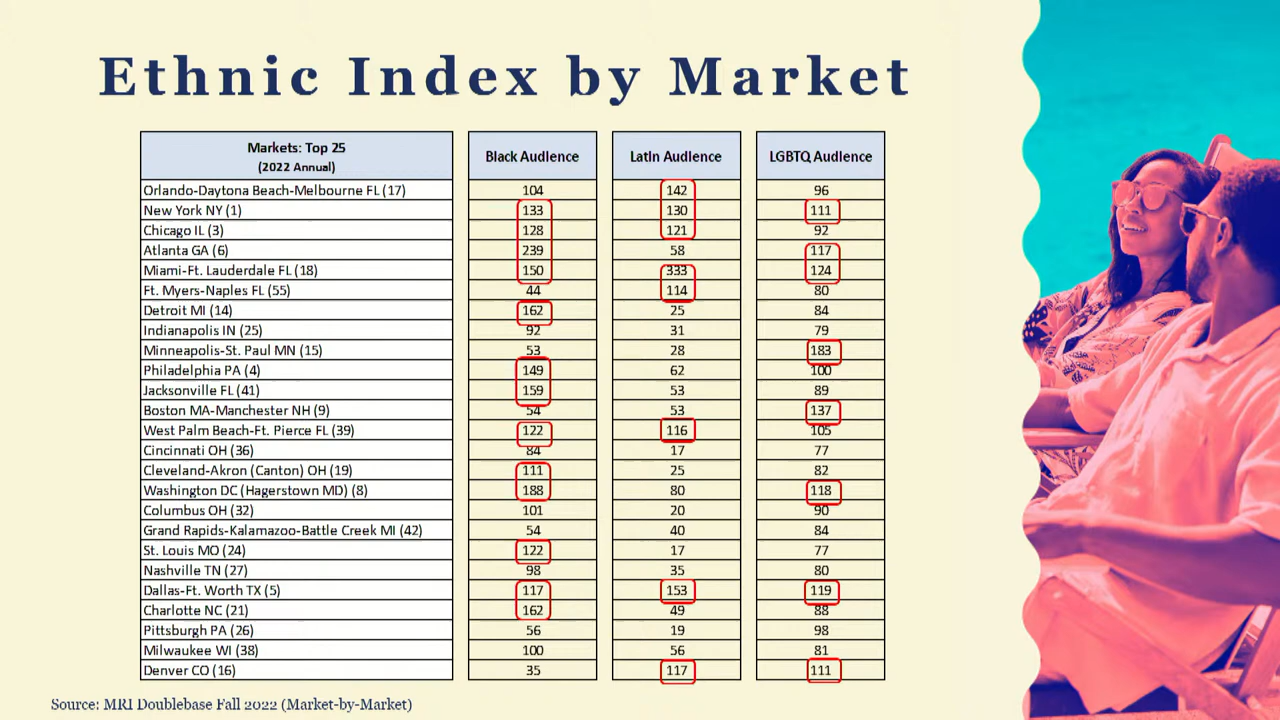 Ethnic Index by Market
Markets: Top 25 Black Audience Latin Audience LGBTQ Audience
(2022 Annual)
Orlando-Daytona Beach-Melbourne FL (17) 104 142 96
New York NY (1) 133 130 111
Chicago IL (3) 128 121 92
Atlanta GA (6) 239 58 117
Miami-Ft. Lauderdale FL (18) 150 333 124
Ft. Myers-Naples FL (55) 44 114 80
Detroit MI (14) 162 25 84
Indianapolis IN (25) 92 31 79
Minneapolis-St. Paul MN (15) 53 28 183
Philadelphia PA (4) 149 62 100
Jacksonville FL (41) 159 53 89
Boston MA-Manchester NH (9) 54 53 137
West Palm Beach-Ft. Pierce FL (39) 122 116 105
Cincinnati OH (36) 84 17 77
Cleveland-Akron (Canton) OH (19) 111 25 82
Washington DC (Hagerstown MD) (8) 188 80 118
Columbus OH (32) 101 20 90
Grand Rapids-Kalamazoo-Battle Creek MI (42) 54 40 84
St. Louis MO (24) 122 17 77
Nashville TN (27) 98 35 80
Dallas-Ft. Worth TX (5) 117 153 119
Charlotte NC (21) 162 49 88
Pittsburgh PA (26) 56 19 98
Milwaukee WI (38) 100 56 81
Denver CO (16) 35 117 111
Source: MRI Doublebase Fall 2022 (Market-by-Market)